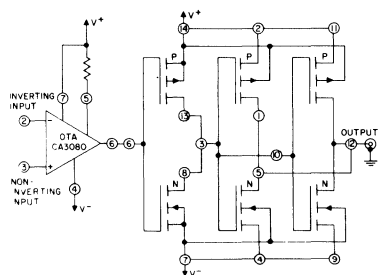 V+
V+
14
2
11
P
P
P
7
5
INVERTING
INPUT
2
-
OTA
CA3080
13
1
OUTPUT
6
6
3
10
12
3
+
8
5
NON-
INVERTING
INPUT
4
N
N
N
V-
7
4
9
V-